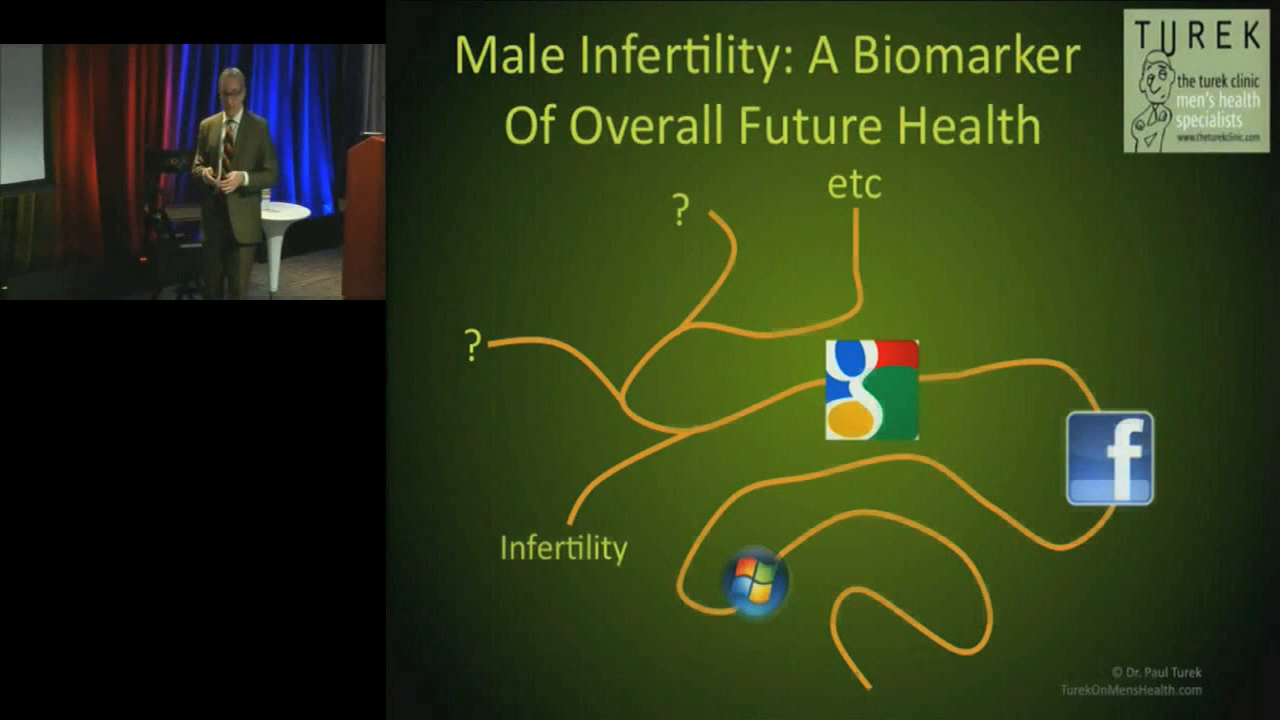 Male Infertility: A Biomarker
Of Overall Future Health
TUREK
the turek clinic
men's health
specialists
www.theturekclinic.com
etc
?
?
g
f
Infertility
© Dr. Paul Turek
TurekOnMensHealth.com